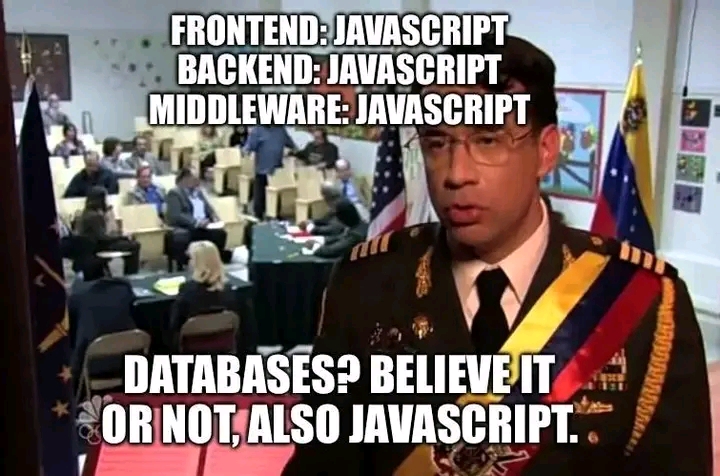 FRONTEND: JAVASCRIPT
BACKEND: JAVASCRIPT
MIDDLEWARE: JAVASCRIPT
DATABASES? BELIEVE IT
OR NOT, ALSO JAVASCRIPT.